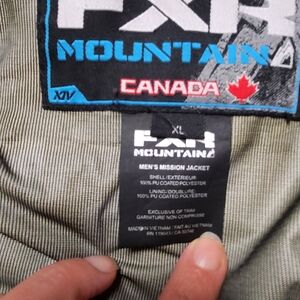 FXR
MOUNTAIN
CANADA
XIV
XL
FXR
MOUNTAIN
MEN'S MISSION JACKET
SHELL/EXTÉRIEUR
100% PU COATED POLYESTER
LINING/DOUBLURE
100% PU COATED POLYESTER
EXCLUSIVE OF TRIM
GARNITURE NON COMPRISE
MADE IN VIETNAM / FAIT AU VIETNAM